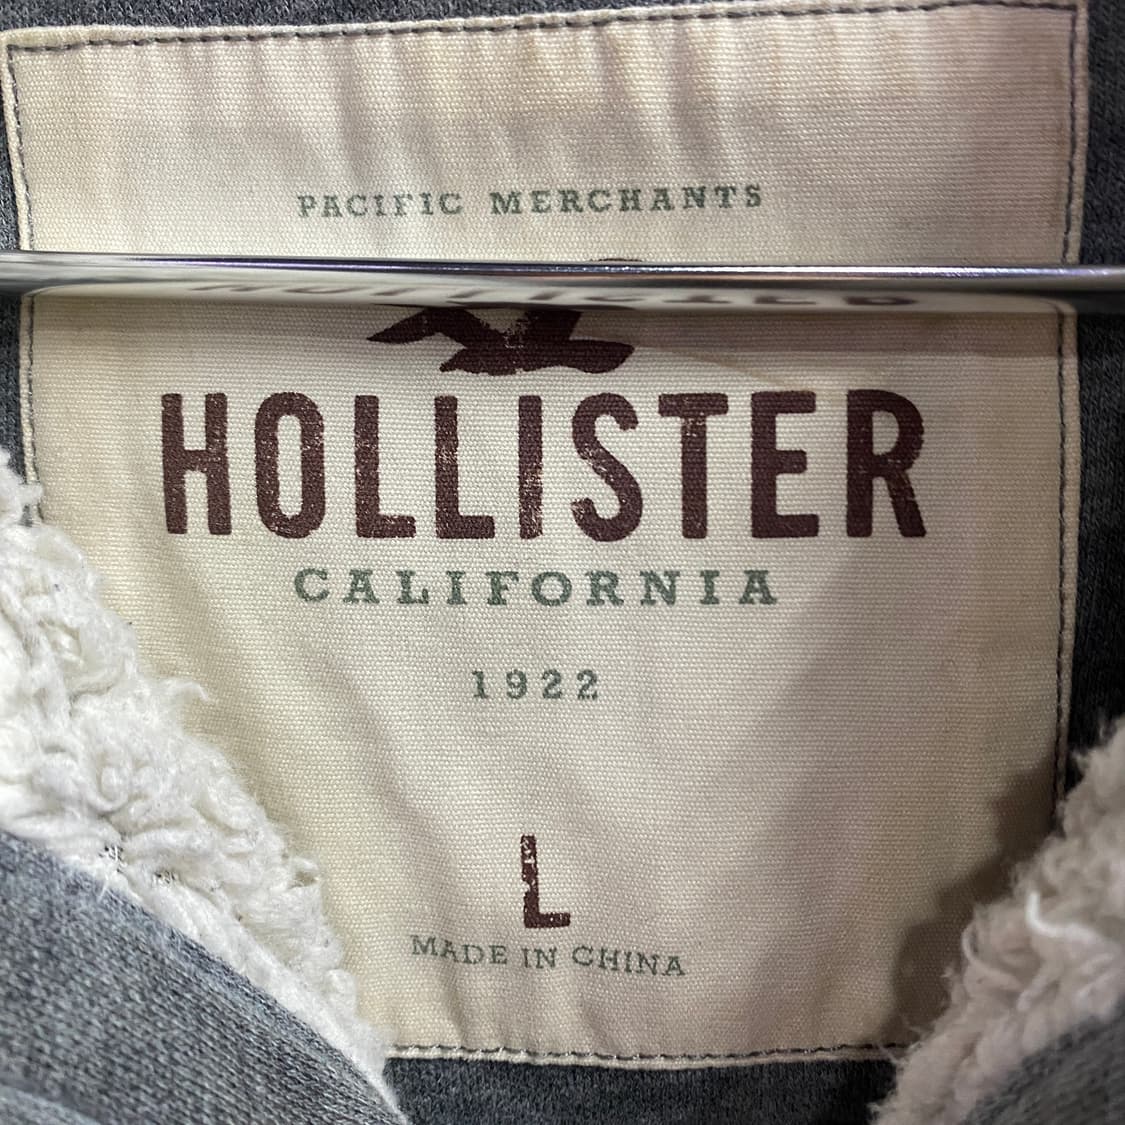 PACIFIC MERCHANTS
HOLLISTER
CALIFORNIA
1922
L
MADE IN CHINA